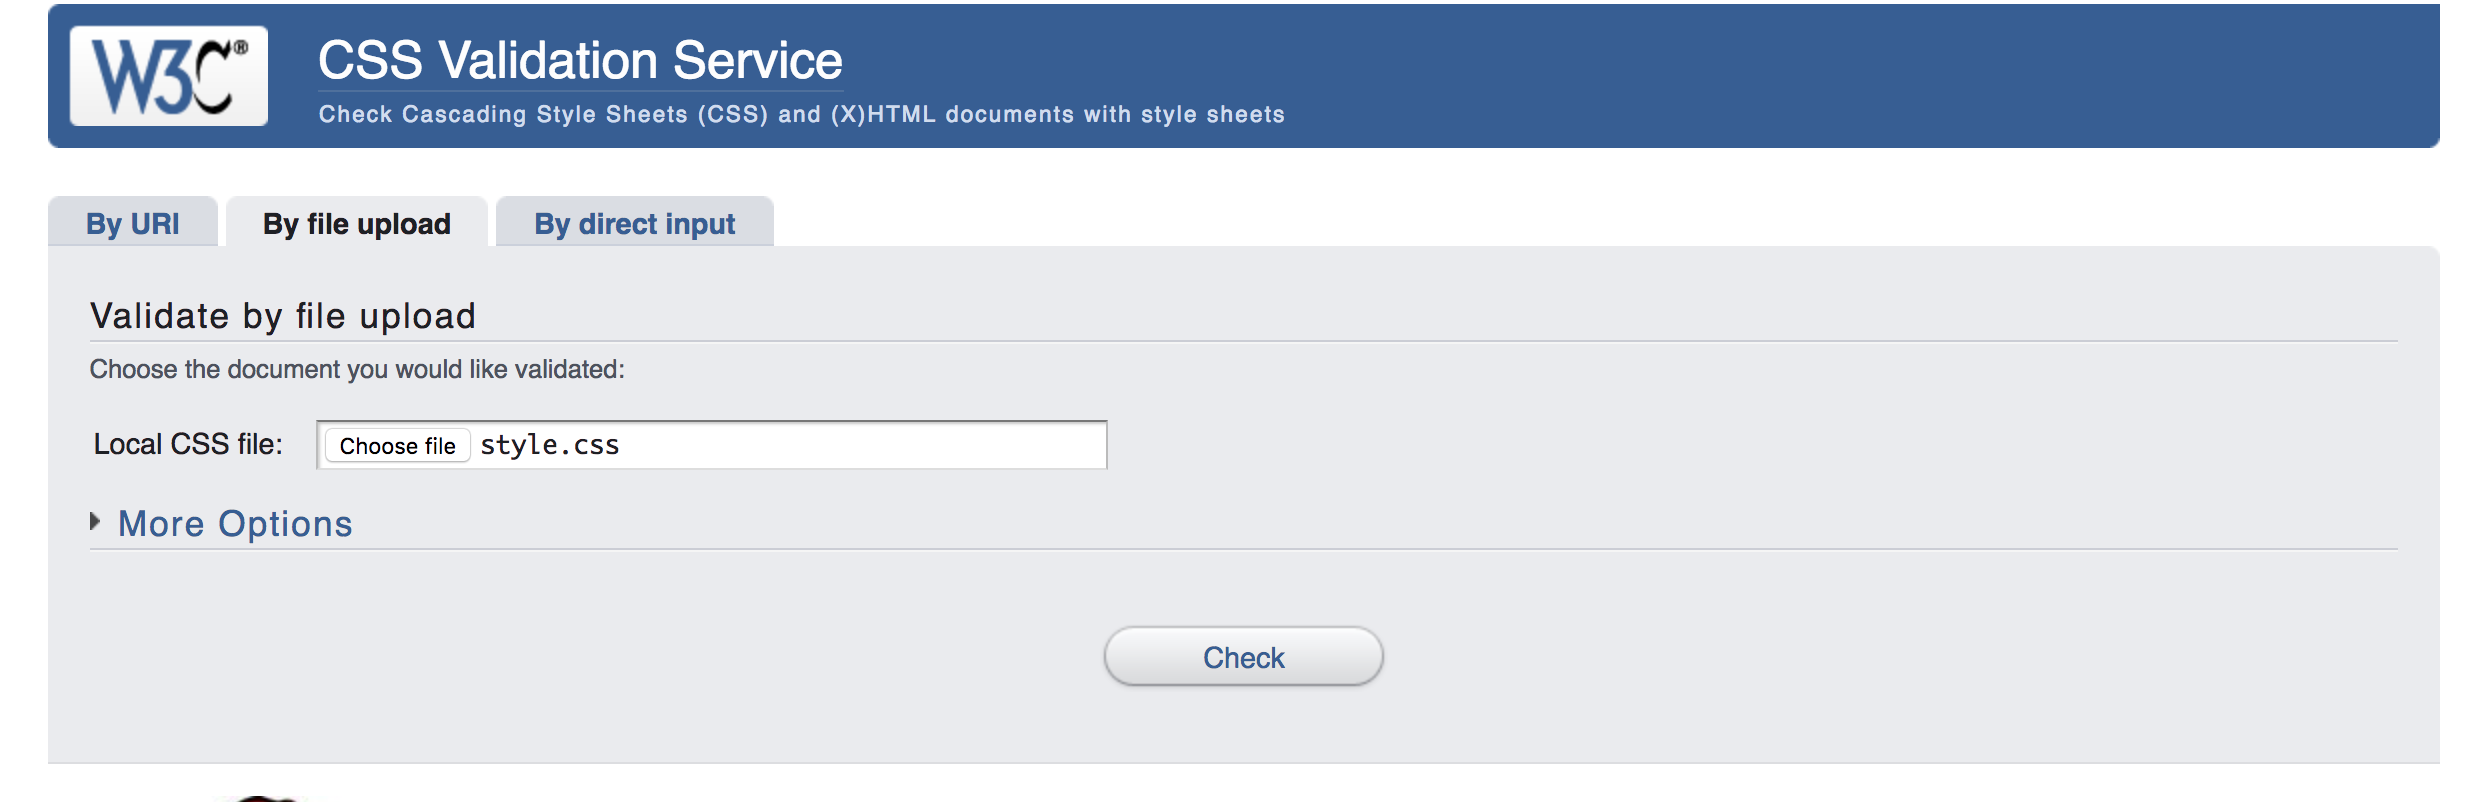 W3C®
CSS Validation Service
Check Cascading Style Sheets (CSS) and (X)HTML documents with style sheets
By URI
By file upload
By direct input
Validate by file upload
Choose the document you would like validated:
Local CSS file: Choose file style.css
More Options
Check